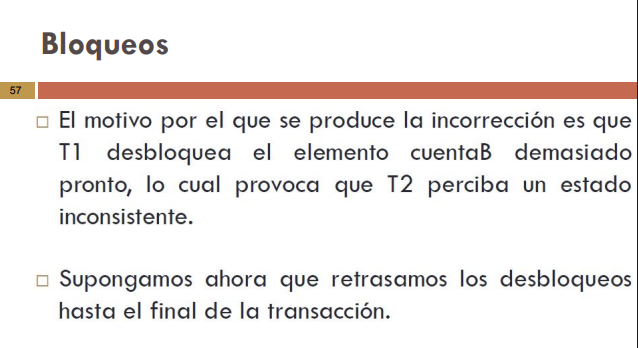 Bloqueos
57
□ El motivo por el que se produce la incorrección es que
T1 desbloquea el elemento cuentaB demasiado
pronto, lo cual provoca que T2 perciba un estado
inconsistente.
□ Supongamos ahora que retrasamos los desbloqueos
hasta el final de la transacción.